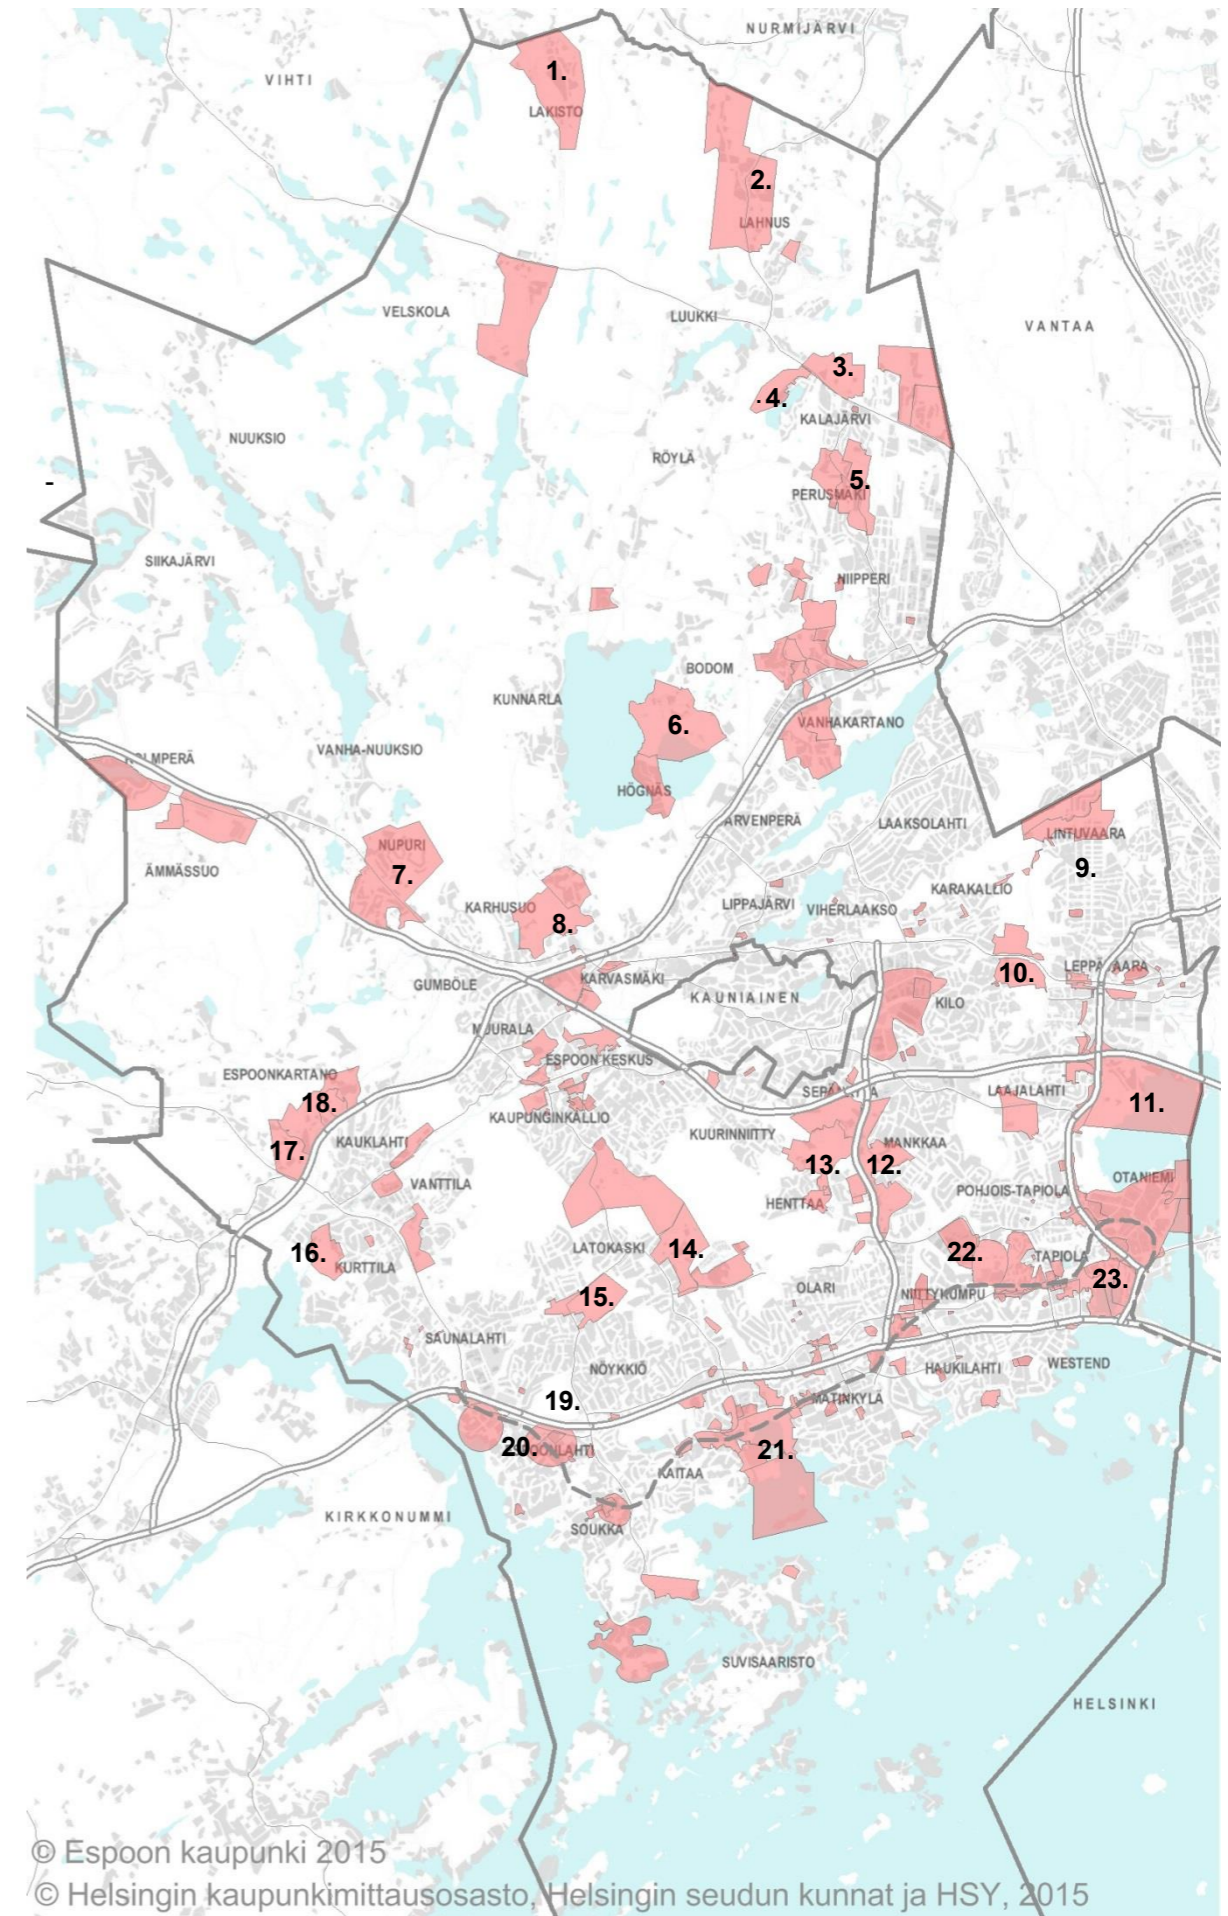 NURMIJÄRVI
VIHTI
1.
LAKISTO
2.
LAHNUS
VELSKOLA
LUUKKI
VANTAA
3.
.4.
KALAJÄRVI
NUUKSIO
RÖYLÄ
-
5.
PERUSMÄKI
SIIKAJÄRVI
NIIPPERI
BODOM
KUNNARLA
6.
VANHAKARTANO
VANHA-NUUKSIO
HÖGNÄS
ÄMMÄSSUO
NUPURI
7.
LAAKSOLAHTI
LINTUVAARA
9.
KARAKALLIO
LIPPAJÄRVI
VIHERLAAKSO
KARHUSUO
8.
10.
LEPPÄVAARA
KARVASMÄKI
GUMBÖLE
KAUNIAINEN
KILO
MUURALA
ESPOON KESKUS
ESPOONKARTANO
18.
LAAJALAHTI
11.
KAUPUNGINKALLIO
KUURINNIITTY
KAUKLAHTI
17.
MANKKAA
13.
12.
VANTTILA
OTANIEMI
POHJOIS-TAPIOLA
HENTTAA
16.
LATOKASKI
14.
22.
TAPIOLA
KURTTILA
23.
15.
OLARI
NIITTYKUMPU
SAUNALAHTI
NÖYKKIÖ
HAUKILAHTI
WESTEND
19.
MATINKYLÄ
20.
ESPOONLAHTI
21.
KAITAA
KIRKKONUMMI
SOUKKA
SUVISAARISTO
HELSINKI
© Espoon kaupunki 2015
© Helsingin kaupunkimittausosasto, Helsingin seudun kunnat ja HSY, 2015